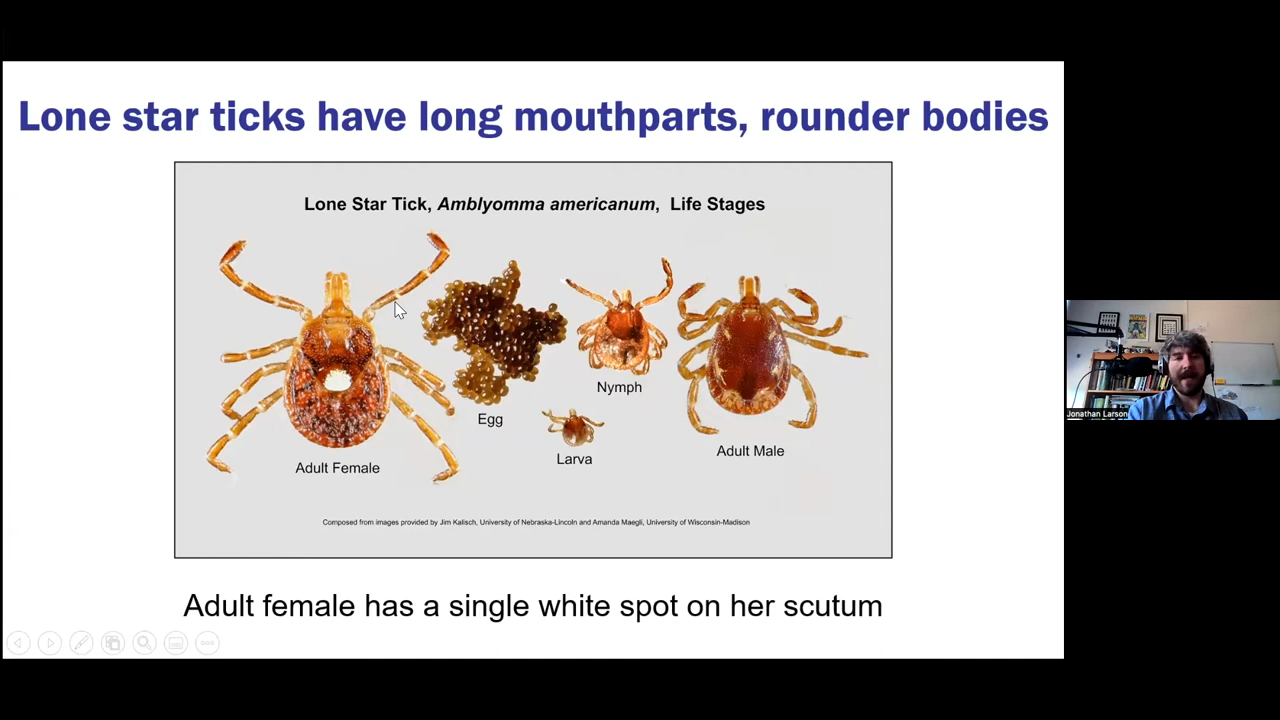 Lone star ticks have long mouthparts, rounder bodies
Lone Star Tick, Amblyomma americanum, Life Stages
Nymph
Egg
Larva
Adult Male
Adult Female
Composed from images provided by Jim Kalisch, University of Nebraska-Lincoln and Amanda Maegli, University of Wisconsin-Madison
Adult female has a single white spot on her scutum
Jonathan Larson